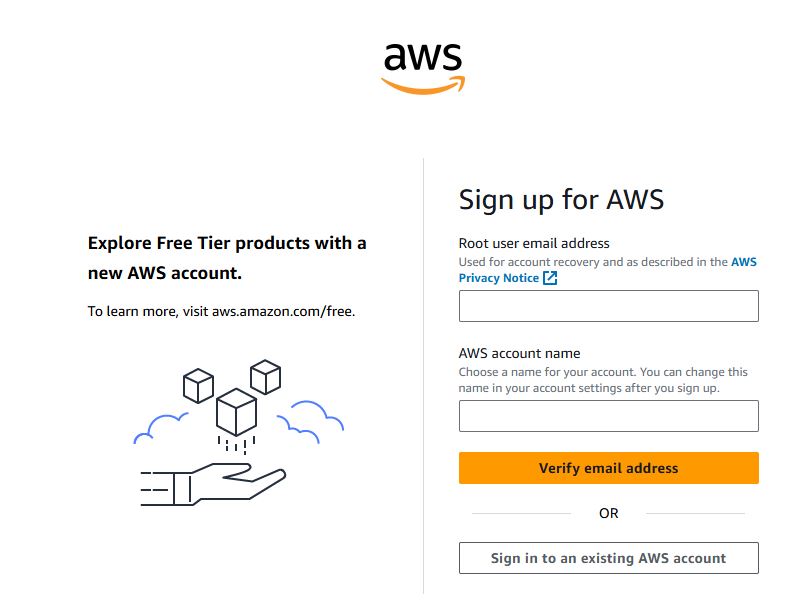 aws
Explore Free Tier products with a
new AWS account.
To learn more, visit aws.amazon.com/free.
Sign up for AWS
Root user email address
Used for account recovery and as described in the AWS
Privacy Notice
AWS account name
Choose a name for your account. You can change this
name in your account settings after you sign up.
Verify email address
OR
Sign in to an existing AWS account